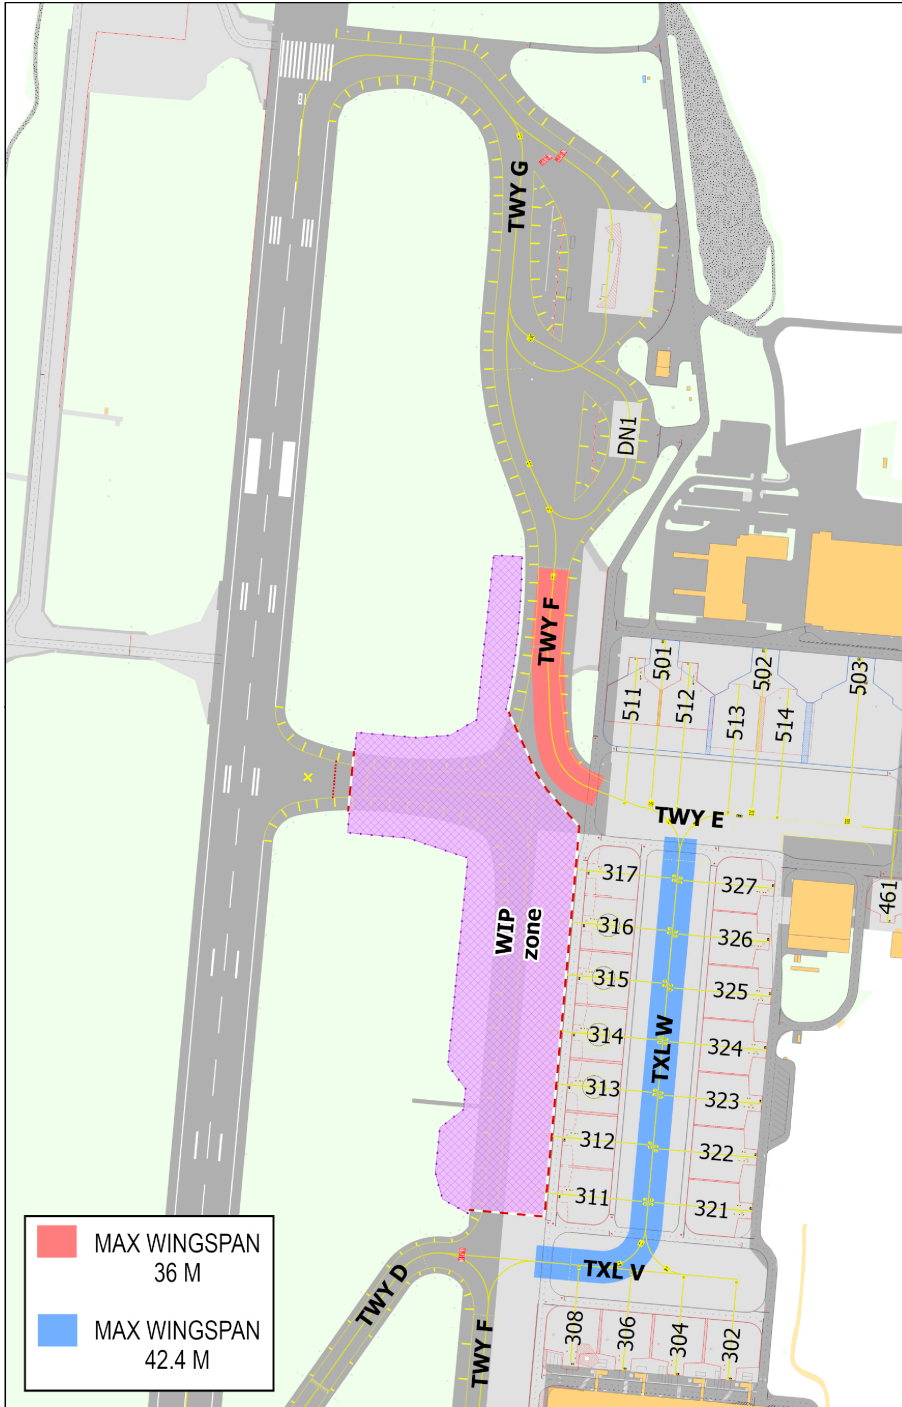 TWY G
DN1
TWY F
501
502
503
511
512
513
514
TWY E
317
327
461
316
326
WIP
zone
315
325
314
TXL W
324
313
323
312
322
311
321
TXL V
TWY D
TWY F
308
306
304
302
MAX WINGSPAN
36 M
MAX WINGSPAN
42.4 M